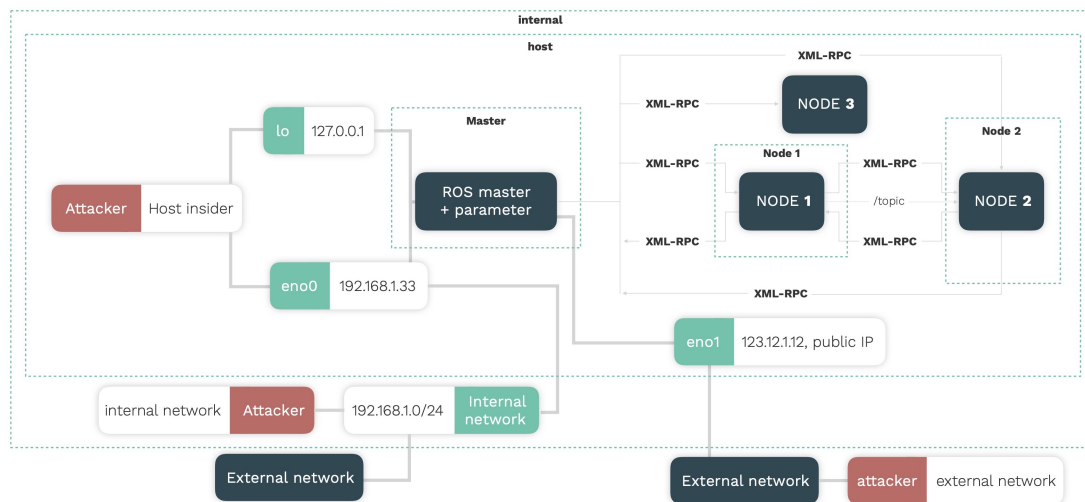 internal
host
XML-RPC
XML-RPC
NODE 3
lo 127.0.0.1
Master
Node 2
Node 1
XML-RPC
XML-RPC
Attacker Host insider
ROS master
+ parameter
NODE 1
/topic
NODE 2
XML-RPC
XML-RPC
eno0 192.168.1.33
XML-RPC
eno1 123.12.1.12, public IP
internal network Attacker
192.168.1.0/24 Internal
network
External network
External network
attacker external network